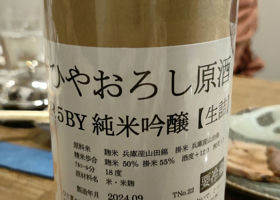 ひやおろし原酒
5BY 純米吟醸【生詰
原料米 麹米 兵庫産山田錦 掛米 兵庫
精米歩合 麹米 50% 掛米 55%
アルコール分 18度
原材料名 米・米麹
製造年月 2024.09
TNo.22